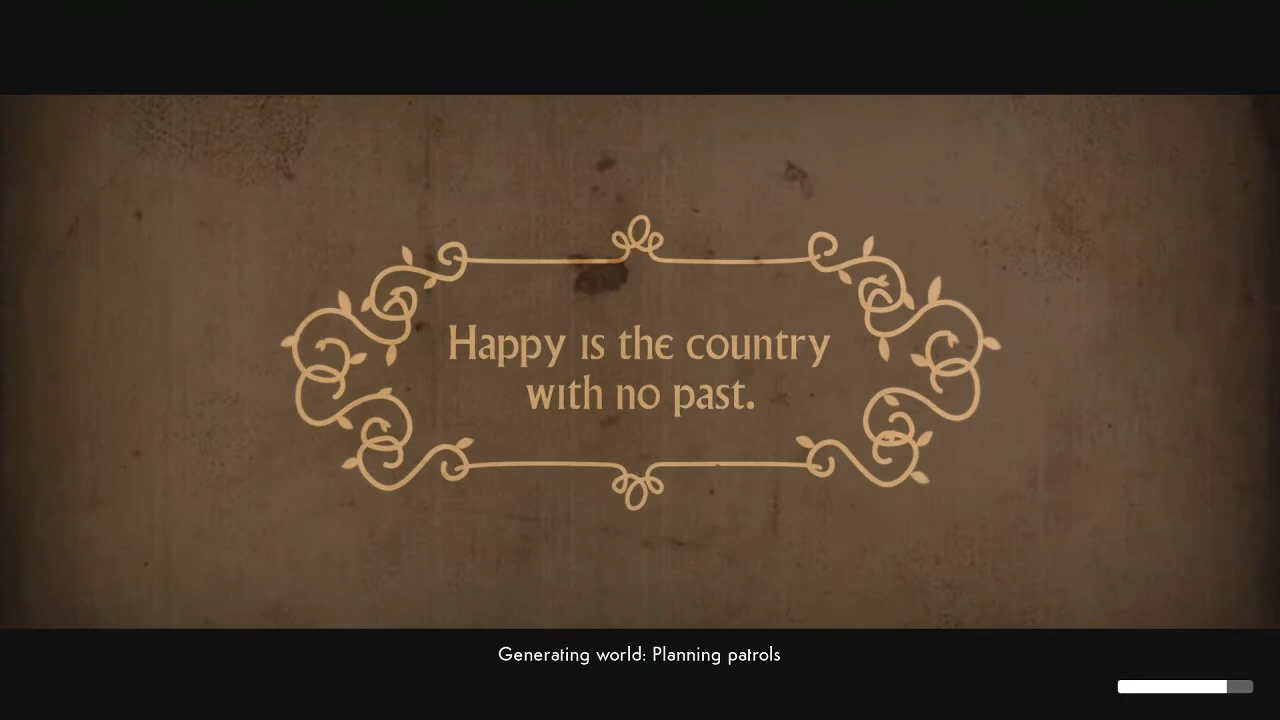 Happy is the country
with no past.
Generating world: Planning patrols